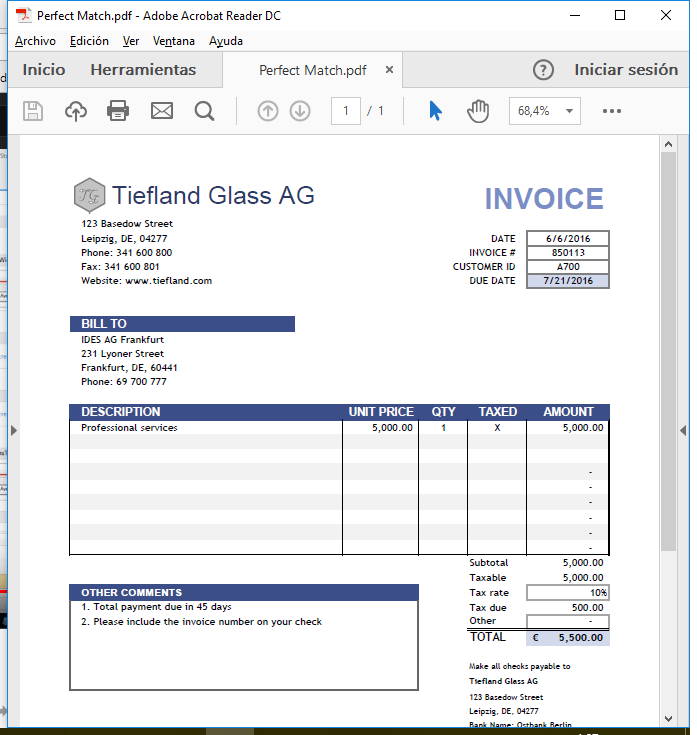 Perfect Match.pdf - Adobe Acrobat Reader DC
Archivo Edición Ver Ventana Ayuda
Inicio Herramientas Perfect Match.pdf × ? Iniciar sesión
1 / 1 68,4%
TG Tiefland Glass AG
INVOICE
123 Basedow Street
Leipzig, DE, 04277
Phone: 341 600 800
Fax: 341 600 801
Website: www.tiefland.com
DATE 6/6/2016
INVOICE # 850113
CUSTOMER ID A700
DUE DATE 7/21/2016
BILL TO
IDES AG Frankfurt
231 Lyoner Street
Frankfurt, DE, 60441
Phone: 69 700 777
DESCRIPTION UNIT PRICE QTY TAXED AMOUNT
Professional services 5,000.00 1 X 5,000.00
-
-
-
-
-
-
Subtotal 5,000.00
Taxable 5,000.00
Tax rate 10%
Tax due 500.00
Other -
TOTAL € 5,500.00
OTHER COMMENTS
1. Total payment due in 45 days
2. Please include the invoice number on your check
Make all checks payable to
Tiefland Glass AG
123 Basedow Street
Leipzig, DE, 04277
Bank Name: Ostbank Berlin